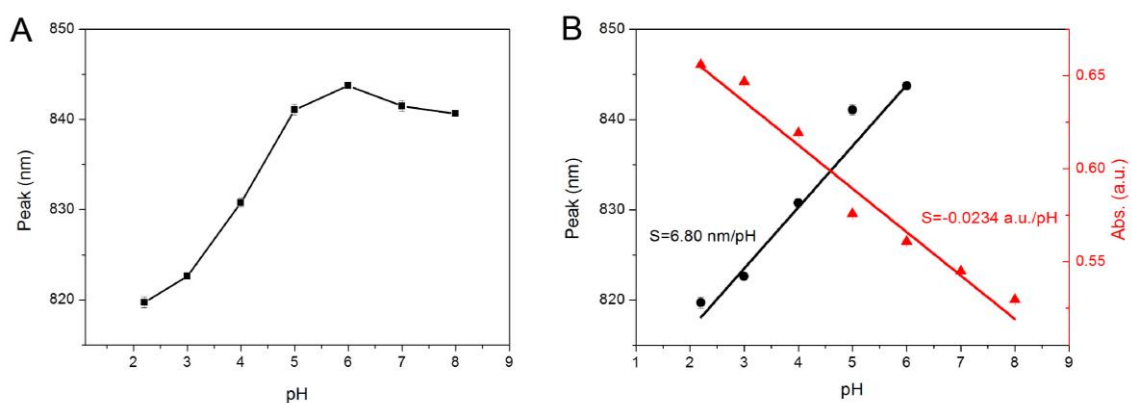 A
850
840
830
820
Peak (nm)
2 3 4 5 6 7 8 9
pH
B
850
840
830
820
Peak (nm)
S=6.80 nm/pH
S=-0.0234 a.u./pH
0.65
0.60
0.55
Abs. (a.u.)
1 2 3 4 5 6 7 8 9
pH